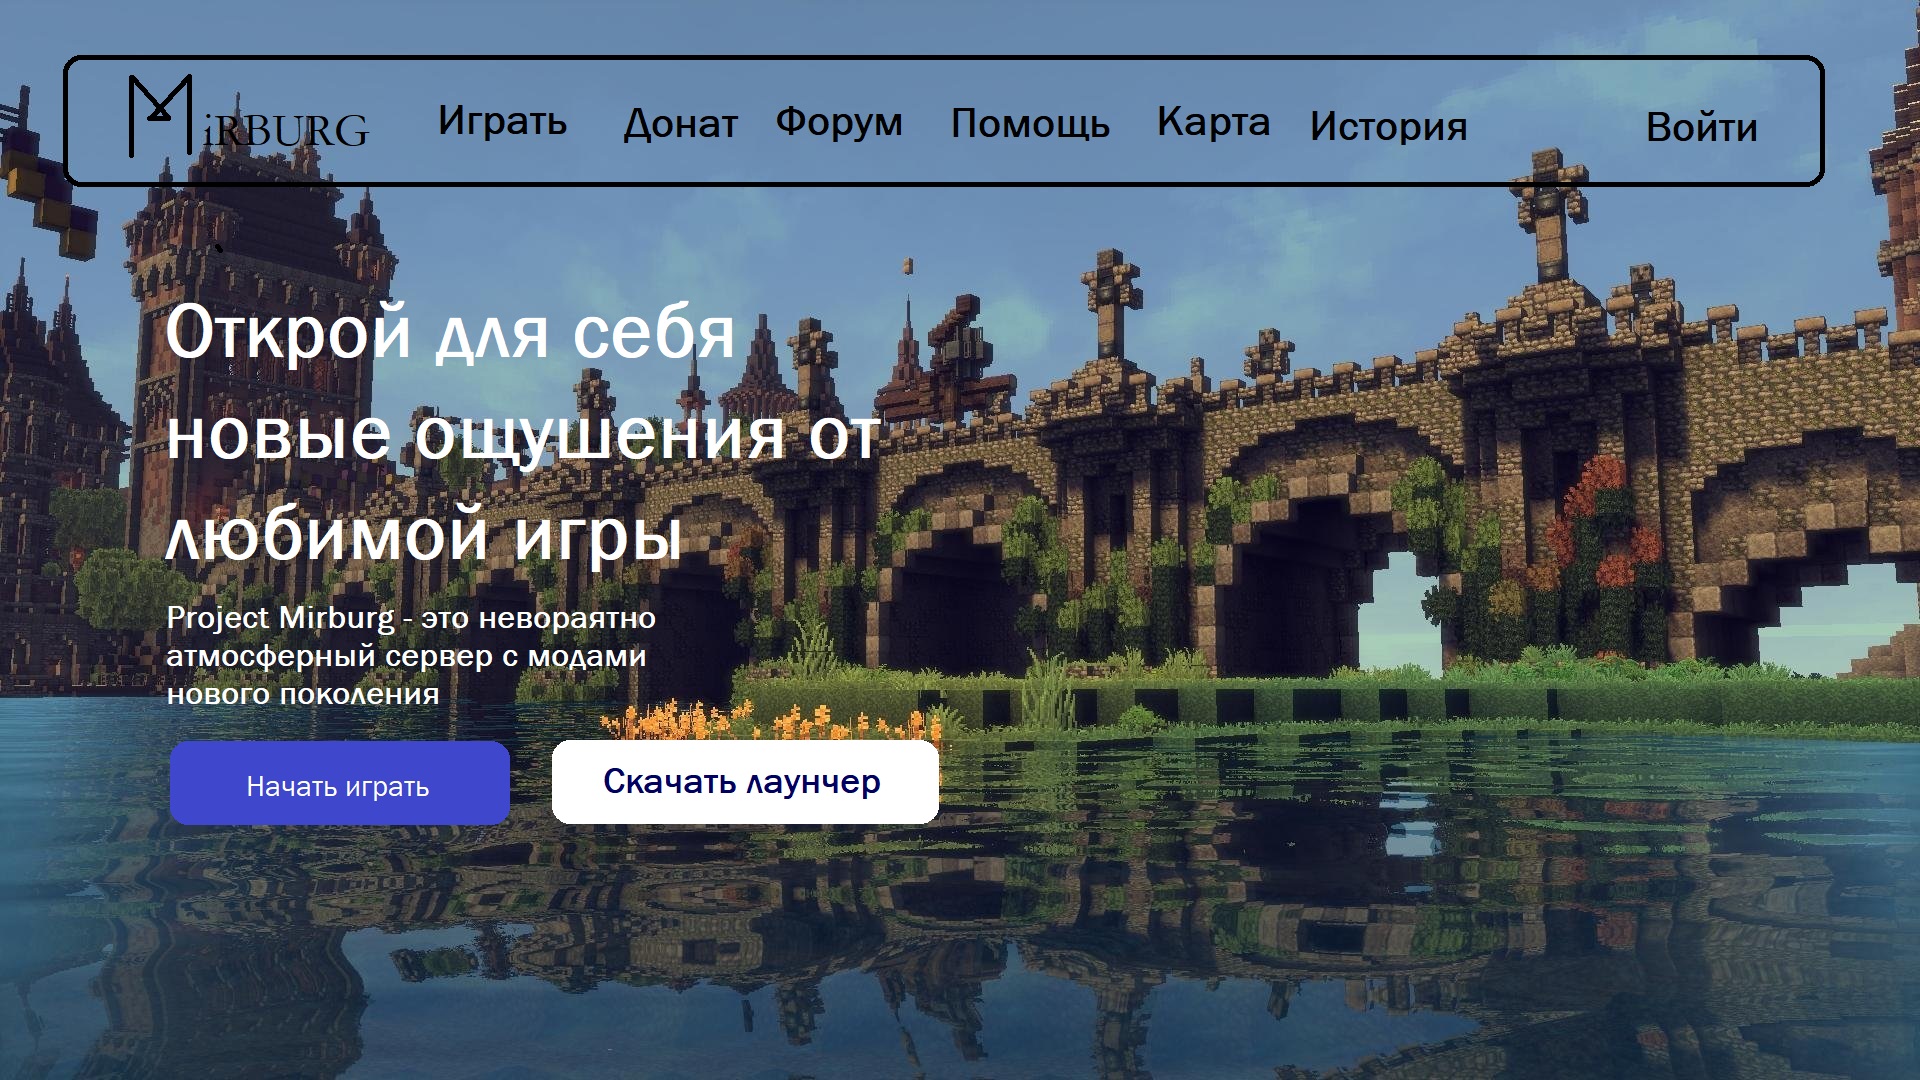 MiRBURG
Играть Донат Форум Помощь Карта История Войти
Открой для себя
новые ощушения от
любимой игры
Project Mirburg - это невораятно
атмосферный сервер с модами
нового поколения
Начать играть
Скачать лаунчер